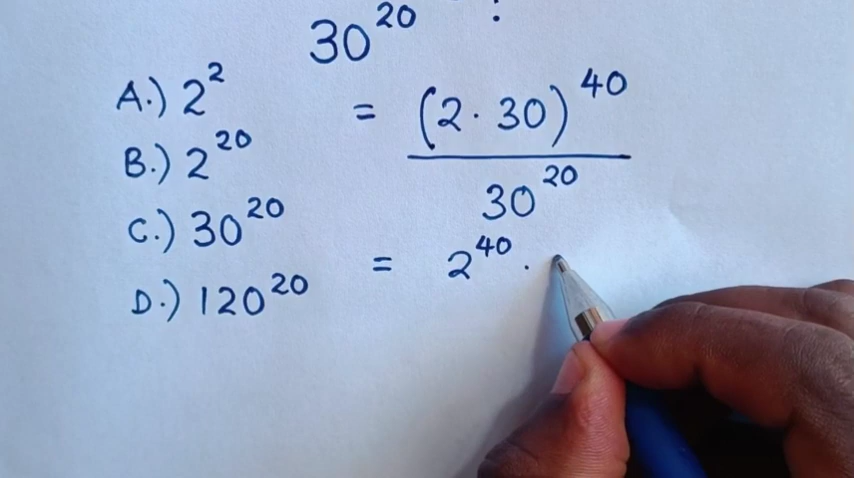 30^20 ?
A.) 2^2
B.) 2^20
C.) 30^20
D.) 120^20
= (2 · 30)^40
30^20
= 2^40 ·